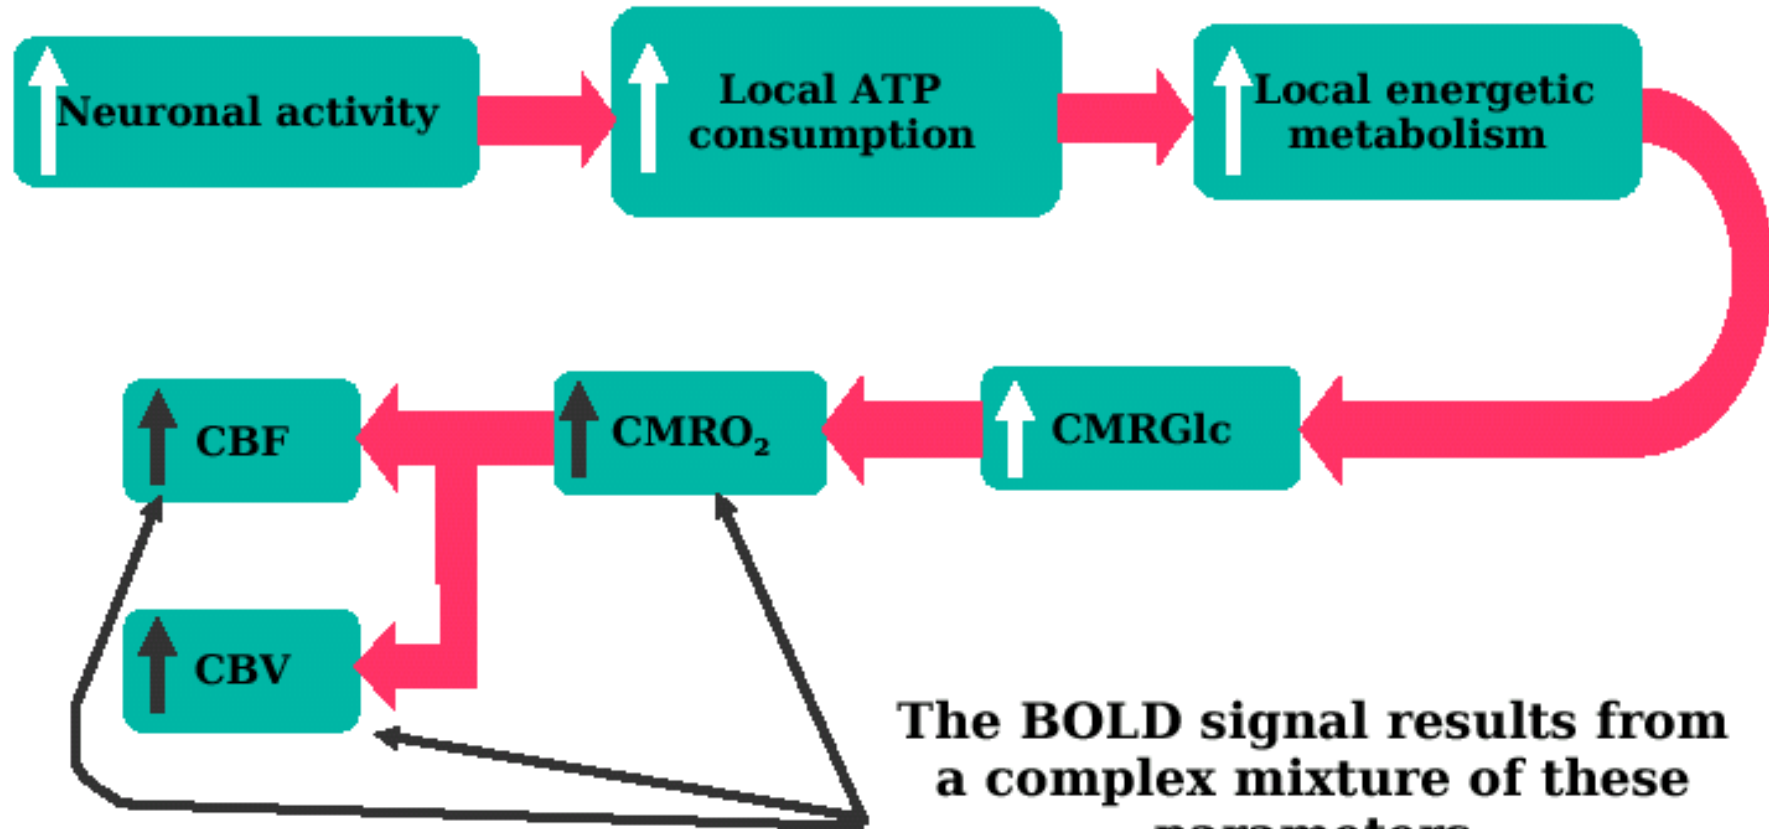 Neuronal activity
Local ATP
consumption
Local energetic
metabolism
CBF
CMRO₂
CMRGlc
CBV
The BOLD signal results from
a complex mixture of these
parameters